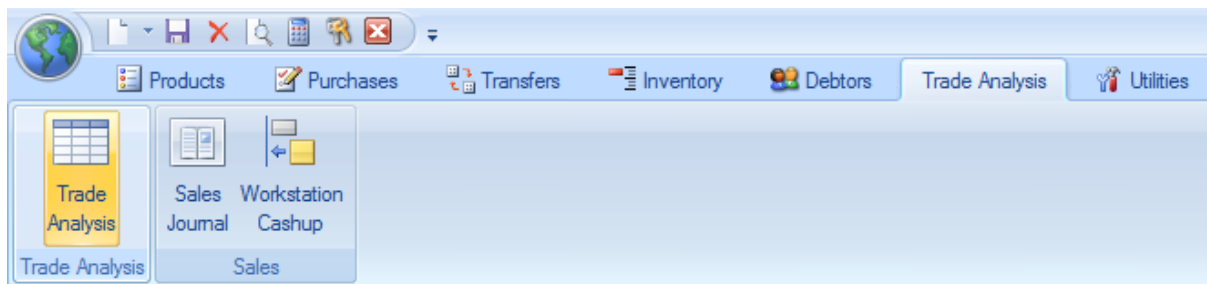 Products Purchases Transfers Inventory Debtors Trade Analysis Utilities
Trade
Analysis
Sales
Journal
Workstation
Cashup
Trade Analysis
Sales